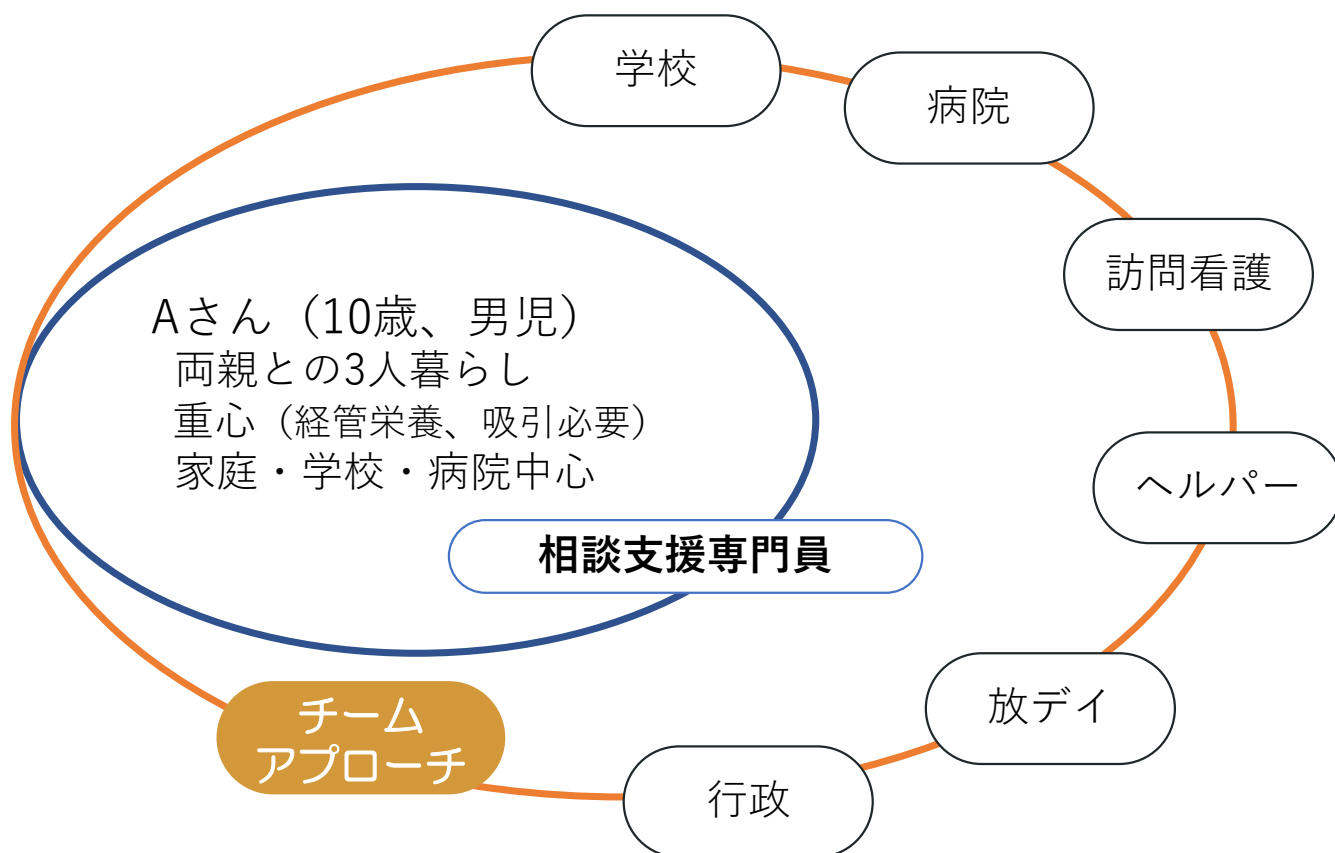 学校
病院
訪問看護
Aさん（10歳、男児）
両親との3人暮らし
重心（経管栄養、吸引必要）
家庭・学校・病院中心
ヘルパー
相談支援専門員
放デイ
チーム
アプローチ
行政